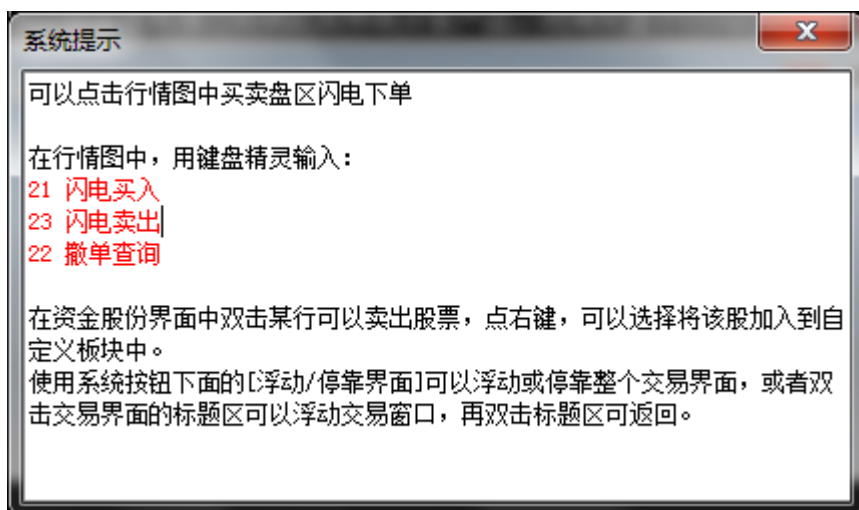 系统提示
可以点击行情图中买卖盘区闪电下单
在行情图中，用键盘精灵输入：
21 闪电买入
23 闪电卖出
22 撤单查询
在资金股份界面中双击某行可以卖出股票，点右键，可以选择将该股加入到自
定义板块中。
使用系统按钮下面的[浮动/停靠界面]可以浮动或停靠整个交易界面，或者双
击交易界面的标题区可以浮动交易窗口，再双击标题区可返回。